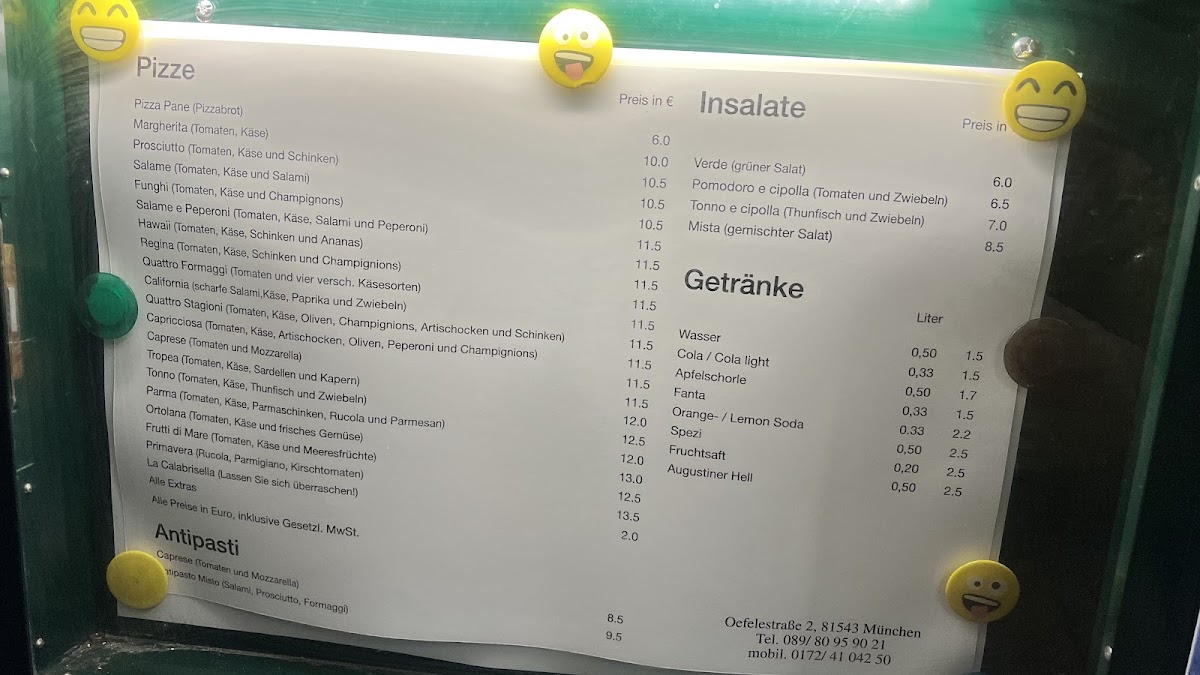 Pizze
Preis in €
Pizza Pane (Pizzabrot) 6.0
Margherita (Tomaten, Käse) 10.0
Prosciutto (Tomaten, Käse und Schinken) 10.5
Salame (Tomaten, Käse und Salami) 10.5
Funghi (Tomaten, Käse und Champignons) 10.5
Salame e Peperoni (Tomaten, Käse, Salami und Peperoni) 11.5
Hawaii (Tomaten, Käse, Schinken und Ananas) 11.5
Regina (Tomaten, Käse, Schinken und Champignions) 11.5
Quattro Formaggi (Tomaten und vier versch. Käsesorten) 11.5
California (scharfe Salami,Käse, Paprika und Zwiebeln) 11.5
Quattro Stagioni (Tomaten, Käse, Oliven, Champignions, Artischocken und Schinken) 11.5
Capricciosa (Tomaten, Käse, Artischocken, Oliven, Peperoni und Champignions) 11.5
Caprese (Tomaten und Mozzarella) 11.5
Tropea (Tomaten, Käse, Sardellen und Kapern) 11.5
Tonno (Tomaten, Käse, Thunfisch und Zwiebeln) 12.0
Parma (Tomaten, Käse, Parmaschinken, Rucola und Parmesan) 12.5
Ortolana (Tomaten, Käse und frisches Gemüse) 12.0
Frutti di Mare (Tomaten, Käse und Meeresfrüchte) 13.0
Primavera (Rucola, Parmigiano, Kirschtomaten) 12.5
La Calabrisella (Lassen Sie sich überraschen!) 13.5
Alle Extras 2.0
Alle Preise in Euro, inklusive Gesetzl. MwSt.
Antipasti
Caprese (Tomaten und Mozzarella) 8.5
Antipasto Misto (Salami, Prosciutto, Formaggi) 9.5
Insalate
Preis in
Verde (grüner Salat) 6.0
Pomodoro e cipolla (Tomaten und Zwiebeln) 6.5
Tonno e cipolla (Thunfisch und Zwiebeln) 7.0
Mista (gemischter Salat) 8.5
Getränke
Liter
Wasser 0,50 1.5
Cola / Cola light 0,33 1.5
Apfelschorle 0,50 1.7
Fanta 0,33 1.5
Orange- / Lemon Soda 0.33 2.2
Spezi 0,50 2.5
Fruchtsaft 0,20 2.5
Augustiner Hell 0,50 2.5
Oefelestraße 2, 81543 München
Tel. 089/ 80 95 90 21
mobil. 0172/ 41 042 50